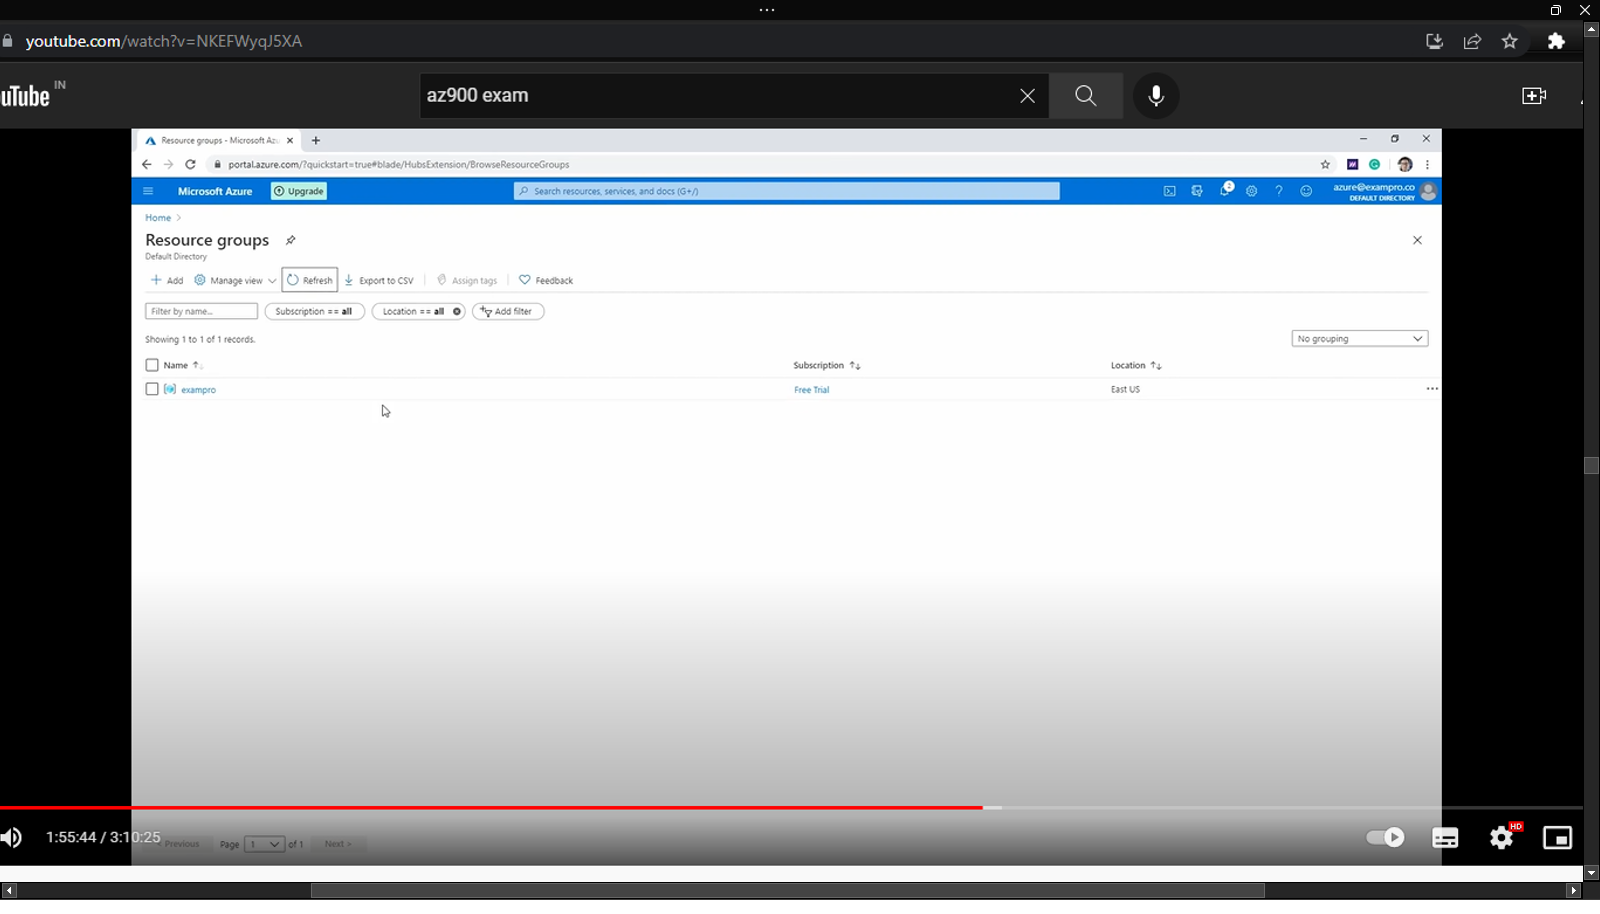 youtube.com/watch?v=NKEFWyqJ5XA
uTube IN
az900 exam
Resource groups - Microsoft Az
portal.azure.com/?quickstart=true#blade/HubsExtension/BrowseResourceGroups
Microsoft Azure Upgrade Search resources, services, and docs (G+/) 2 azure@exampro.co
DEFAULT DIRECTORY
Home >
Resource groups
Default Directory
+ Add Manage view Refresh Export to CSV Assign tags Feedback
Filter by name... Subscription == all Location == all Add filter
Showing 1 to 1 of 1 records.
No grouping
Name Subscription Location
exampro Free Trial East US
HD
1:55:44 / 3:10:25
< Previous Page 1 of 1 Next >